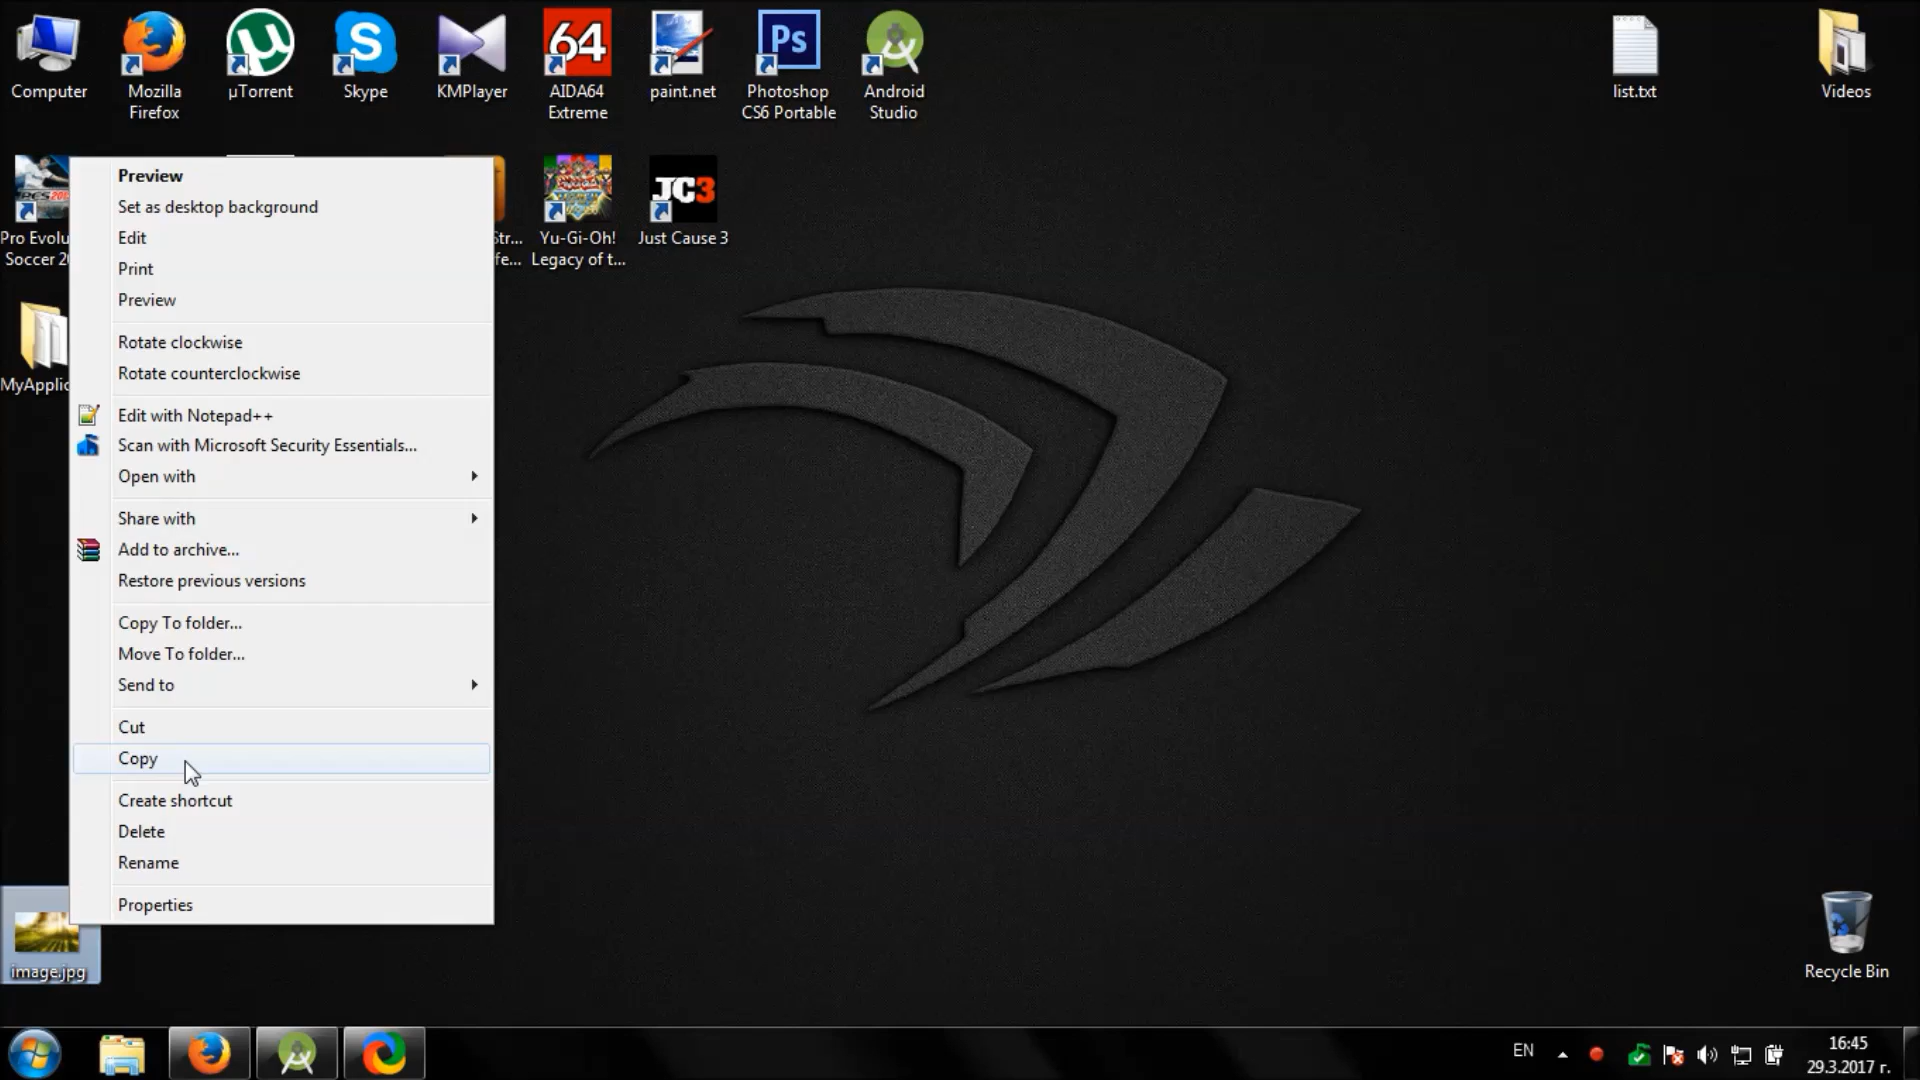 Computer
Mozilla
Firefox
µTorrent
Skype
KMPlayer
64
AIDA64
Extreme
paint.net
Ps
Photoshop
CS6 Portable
Android
Studio
list.txt
Videos
Pro Evolu
Soccer 20
Str...
fe...
Yu-Gi-Oh!
Legacy of t...
JC3
Just Cause 3
MyApplic
Preview
Set as desktop background
Edit
Print
Preview
Rotate clockwise
Rotate counterclockwise
Edit with Notepad++
Scan with Microsoft Security Essentials...
Open with
Share with
Add to archive...
Restore previous versions
Copy To folder...
Move To folder...
Send to
Cut
Copy
Create shortcut
Delete
Rename
Properties
image.jpg
Recycle Bin
EN
16:45
29.3.2017 г.